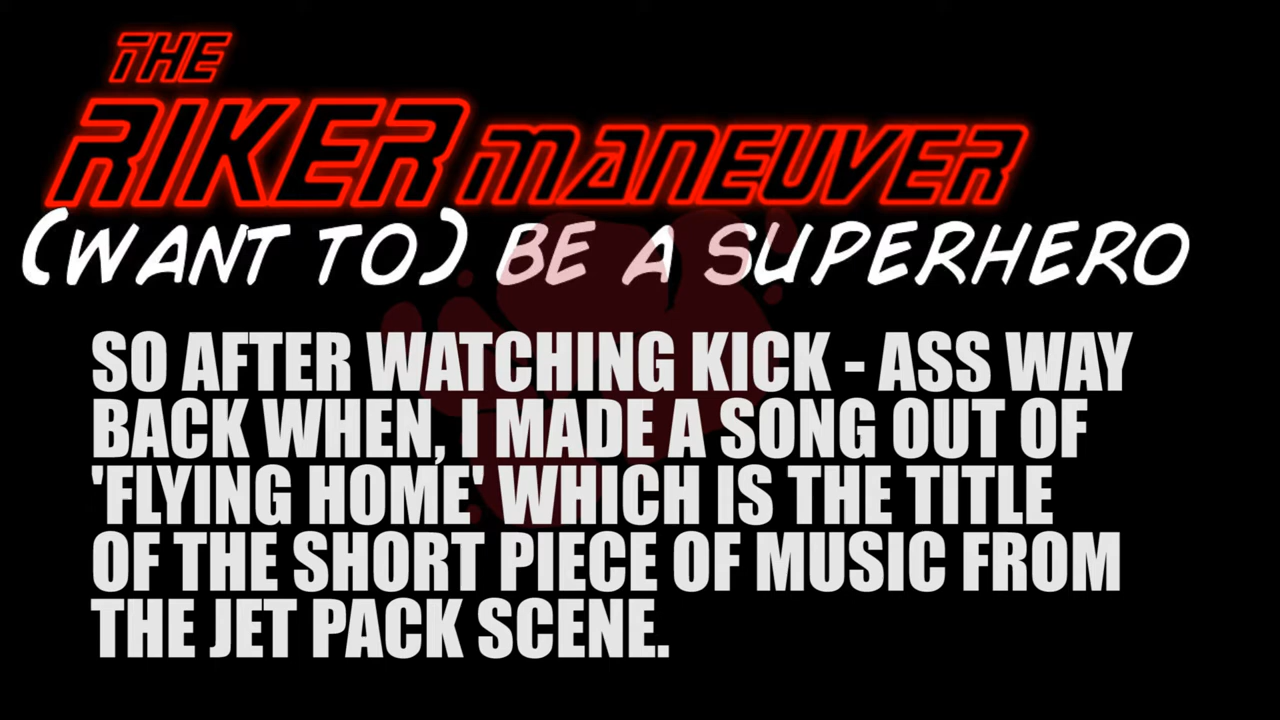 THE
RIKER MANEUVER
(WANT TO) BE A SUPERHERO
SO AFTER WATCHING KICK - ASS WAY
BACK WHEN, I MADE A SONG OUT OF
'FLYING HOME' WHICH IS THE TITLE
OF THE SHORT PIECE OF MUSIC FROM
THE JET PACK SCENE.